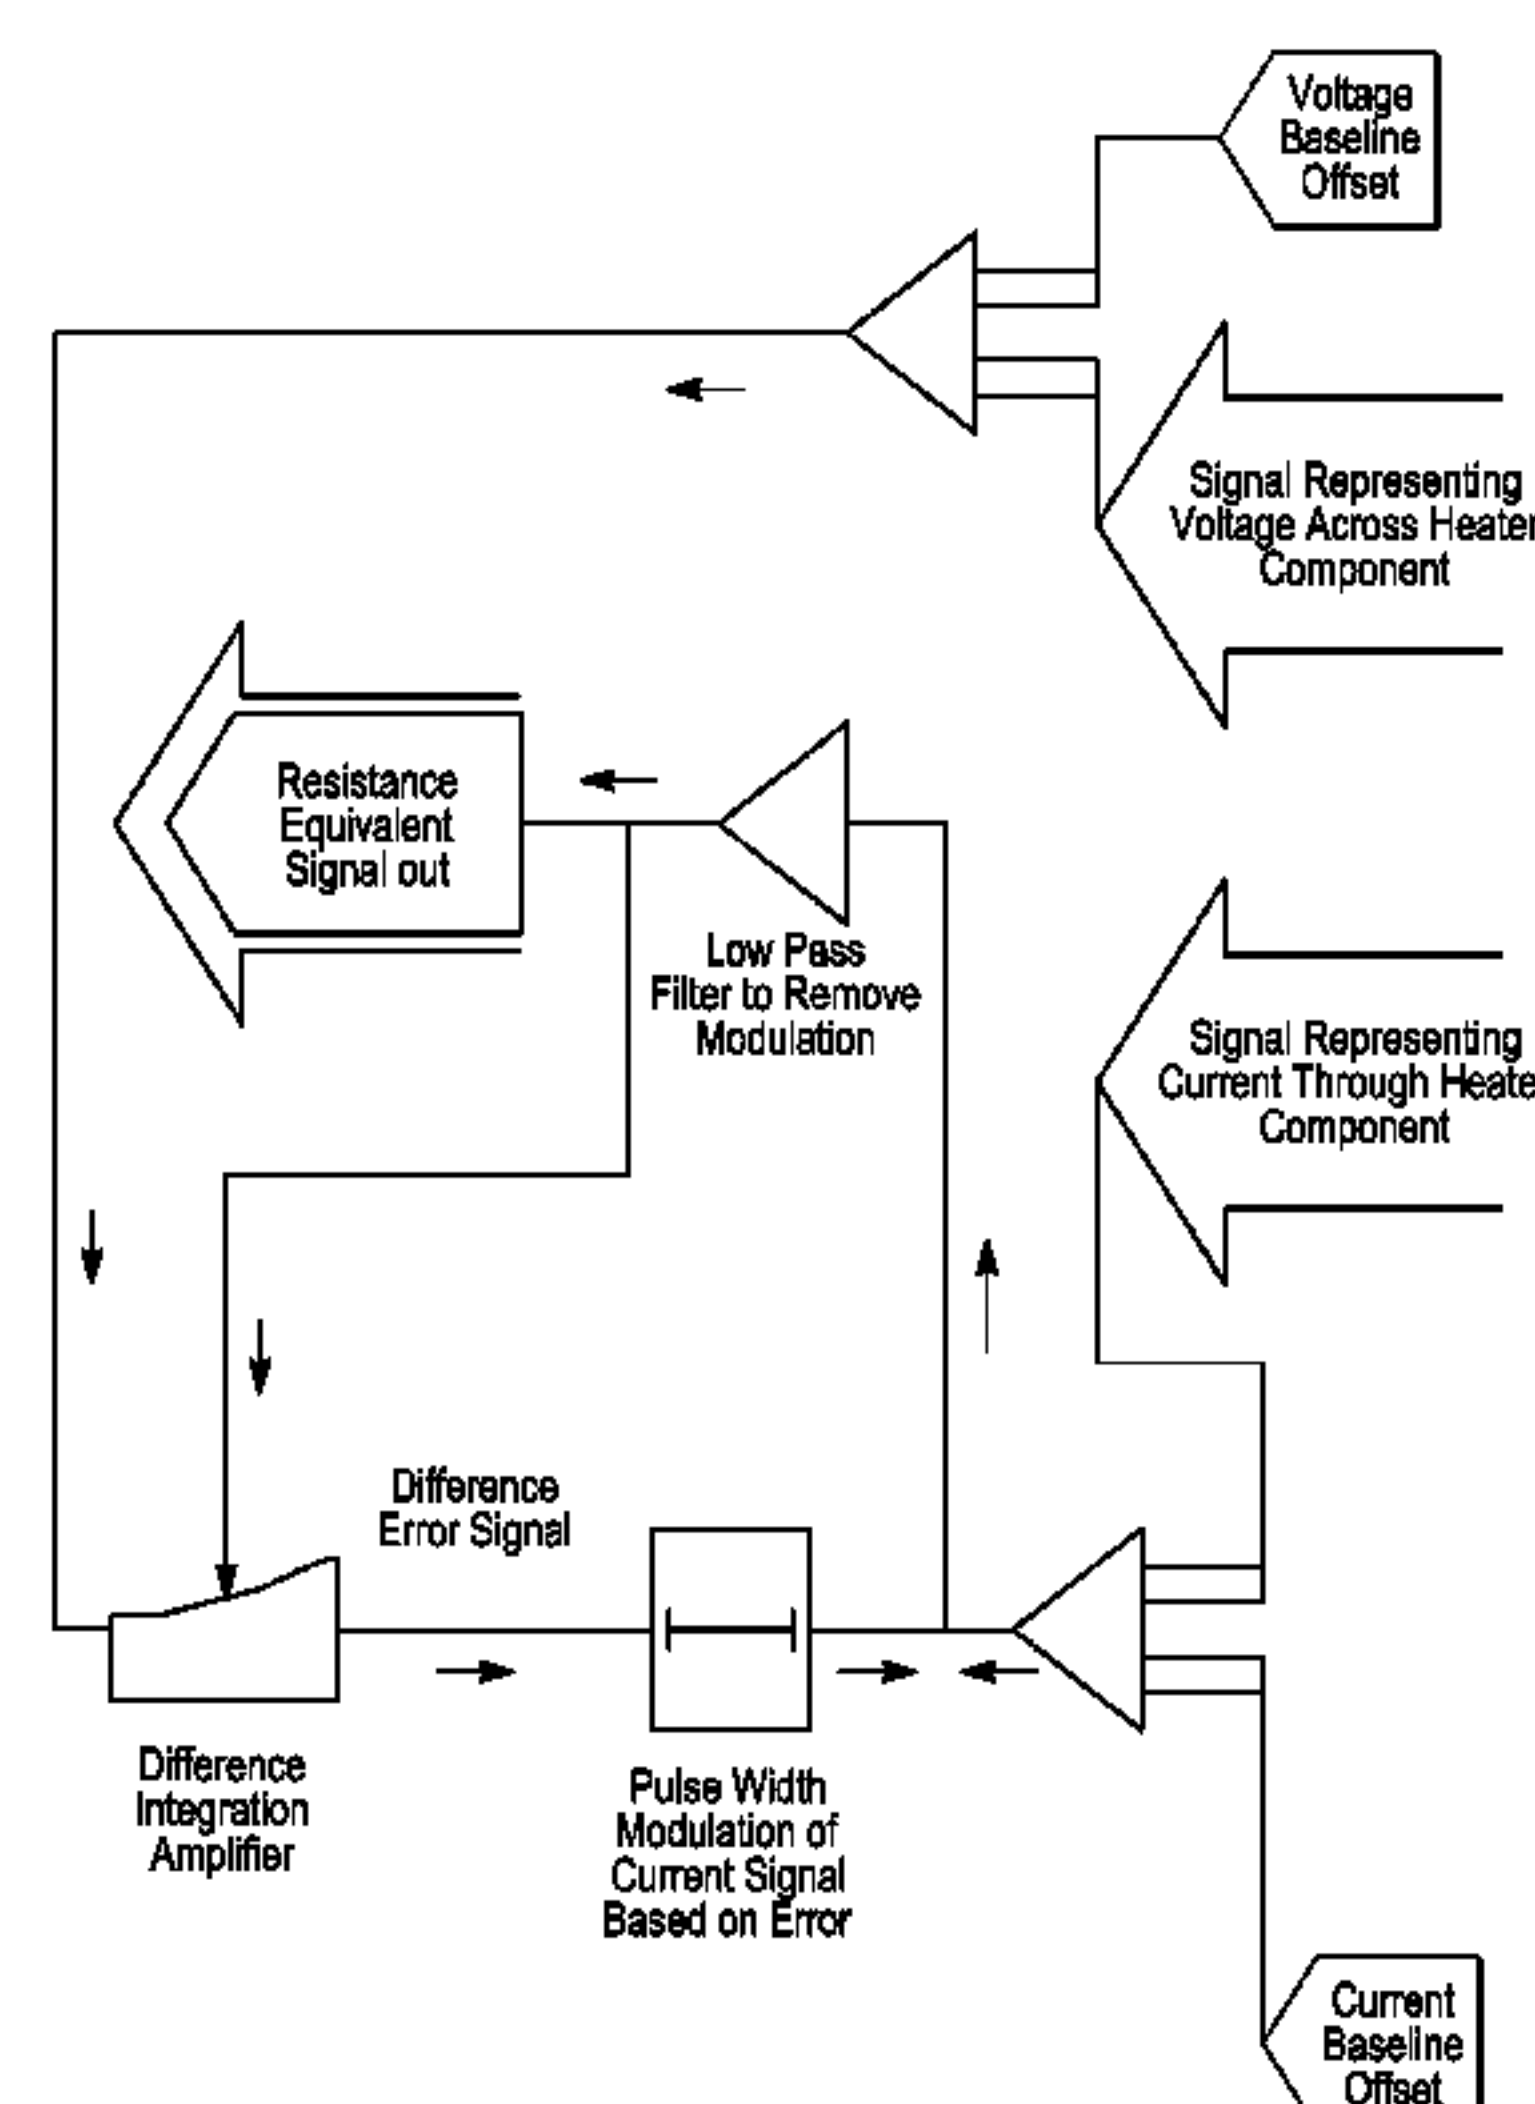 Voltage
Baseline
Offset
Signal Representing
Voltage Across Heater
Component
Resistance
Equivalent
Signal out
Low Pass
Filter to Remove
Modulation
Signal Representing
Current Through Heate
Component
Difference
Error Signal
Difference
Integration
Amplifier
Pulse Width
Modulation of
Current Signal
Based on Error
Current
Baseline
Offset